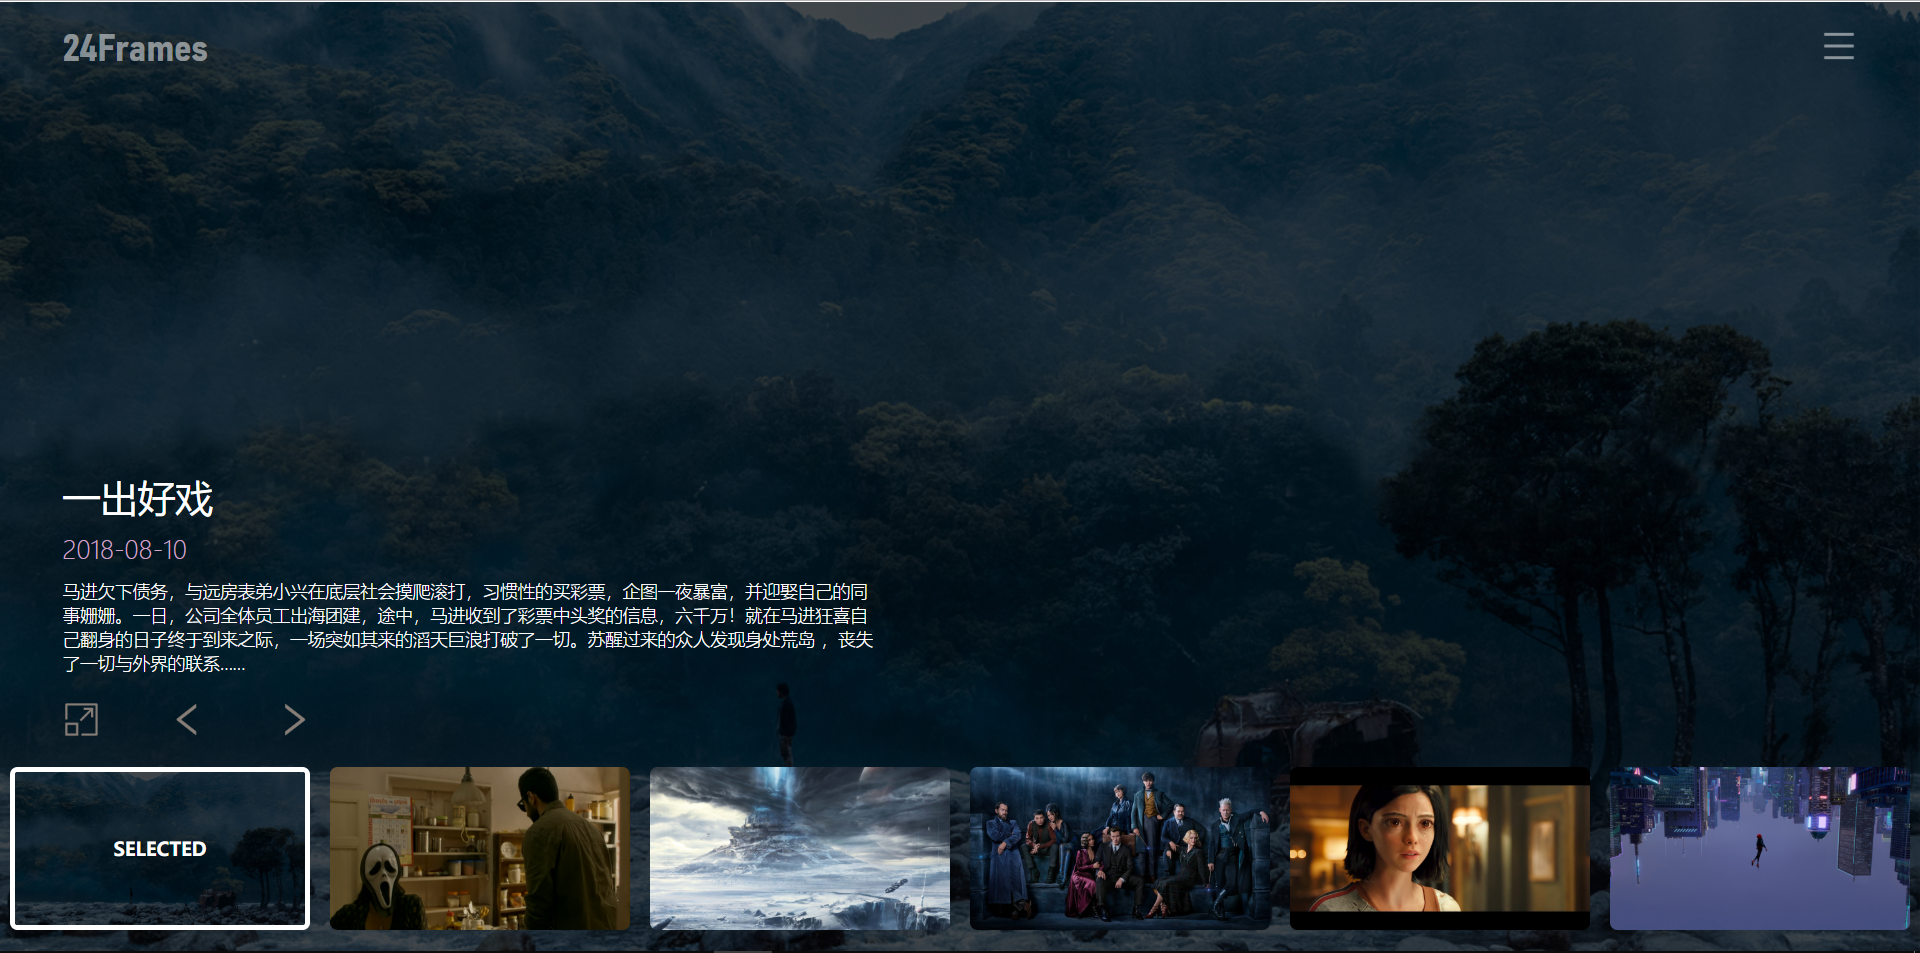 24Frames
一出好戏
2018-08-10
马进欠下债务，与远房表弟小兴在底层社会摸爬滚打，习惯性的买彩票，企图一夜暴富，并迎娶自己的同
事姗姗。一日，公司全体员工出海团建，途中，马进收到了彩票中头奖的信息，六千万！就在马进狂喜自
己翻身的日子终于到来之际，一场突如其来的滔天巨浪打破了一切。苏醒过来的众人发现身处荒岛 ，丧失
了一切与外界的联系……
SELECTED